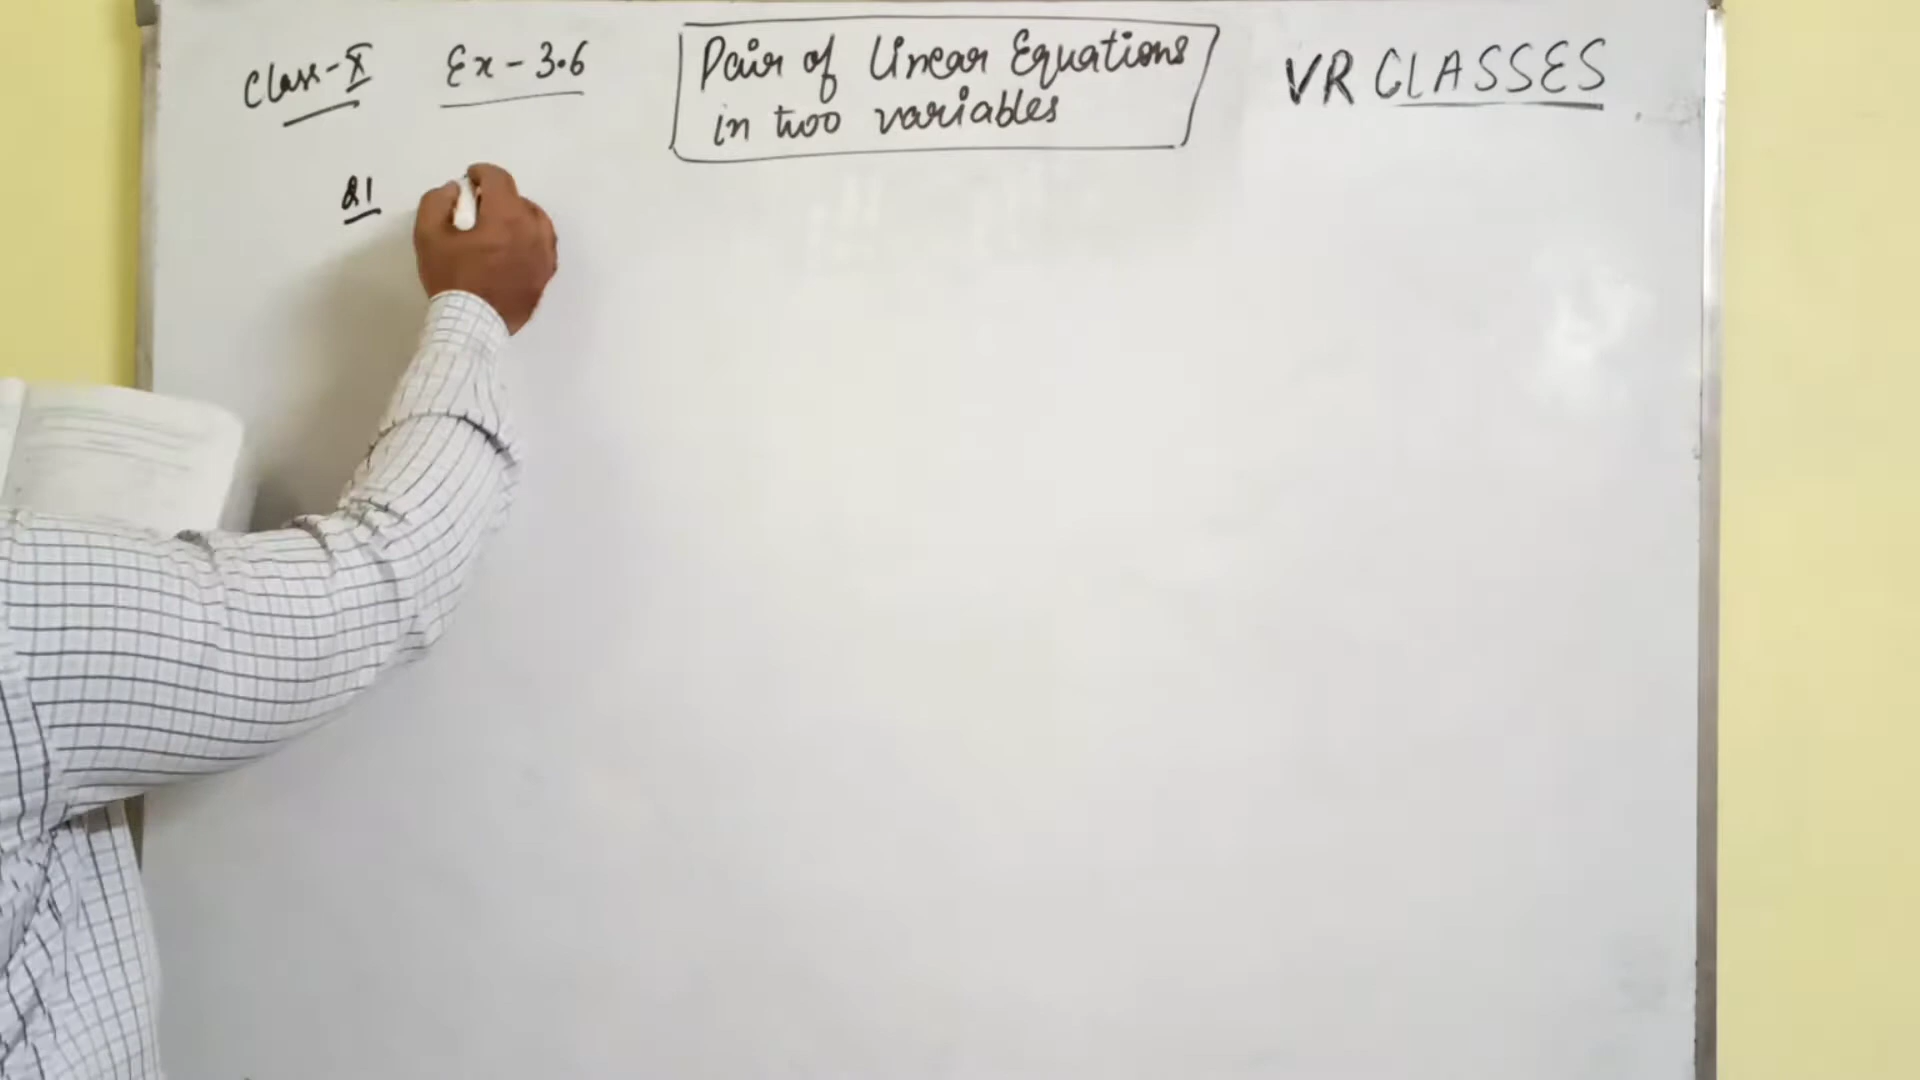 Class-X Ex-3.6 Pair of Linear Equations VR CLASSES
in two variables
Q1